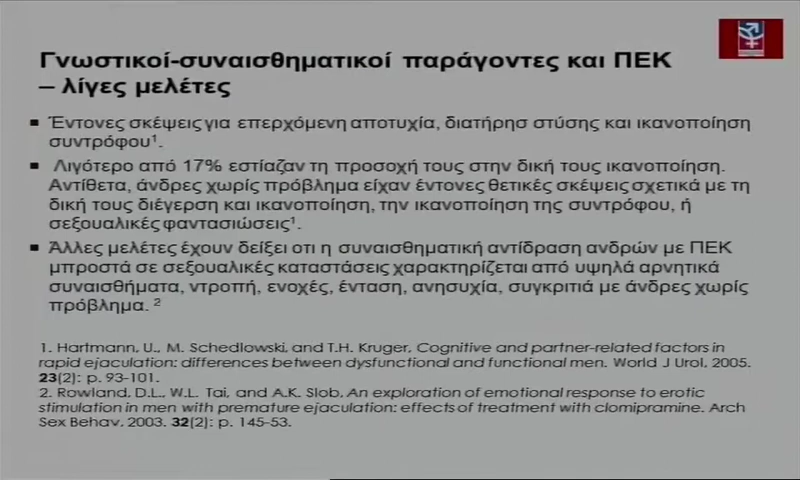 Γνωστικοί-συναισθηματικοί παράγοντες και ΠΕΚ
– λίγες μελέτες
▪ Έντονες σκέψεις για επερχόμενη αποτυχία, διατήρησ στύσης και ικανοποίηση
συντρόφου1.
▪ Λιγότερο από 17% εστίαζαν τη προσοχή τους στην δική τους ικανοποίηση.
Αντίθετα, άνδρες χωρίς πρόβλημα είχαν έντονες θετικές σκέψεις σχετικά με τη
δική τους διέγερση και ικανοποίηση, την ικανοποίηση της συντρόφου, ή
σεξουαλικές φαντασιώσεις1.
▪ Άλλες μελέτες έχουν δείξει οτι η συναισθηματική αντίδραση ανδρών με ΠΕΚ
μπροστά σε σεξουαλικές καταστάσεις χαρακτηρίζεται από υψηλά αρνητικά
συναισθήματα, ντροπή, ενοχές, ένταση, ανησυχία, συγκριτιά με άνδρες χωρίς
πρόβλημα. 2
1. Hartmann, U., M. Schedlowski, and T.H. Kruger, Cognitive and partner-related factors in
rapid ejaculation: differences between dysfunctional and functional men. World J Urol, 2005.
23(2): p. 93-101.
2. Rowland, D.L., W.L. Tai, and A.K. Slob, An exploration of emotional response to erotic
stimulation in men with premature ejaculation: effects of treatment with clomipramine. Arch
Sex Behav, 2003. 32(2): p. 145-53.